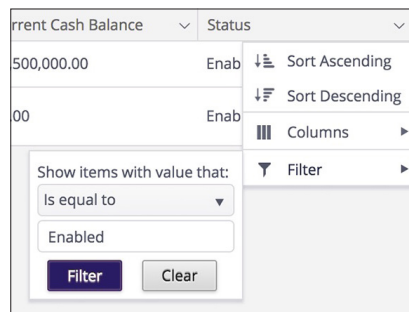 rrent Cash Balance Status
500,000.00 Enab
Sort Ascending
Sort Descending
.00 Enab
Columns
Filter
Show items with value that:
Is equal to
Enabled
Filter Clear